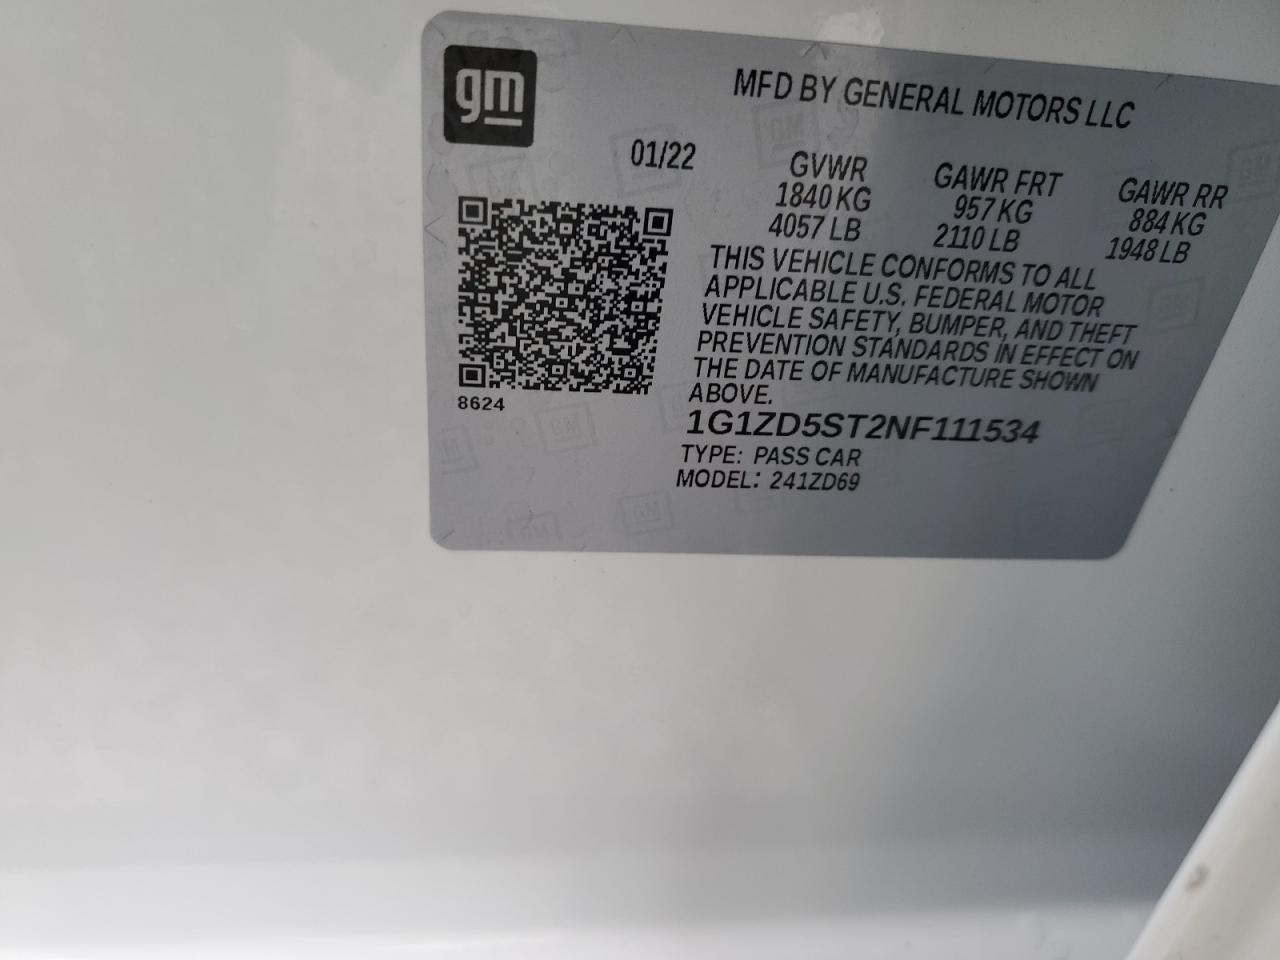 gm
MFD BY GENERAL MOTORS LLC
01/22
GVWR
1840 KG
4057 LB
GAWR FRT
957 KG
2110 LB
GAWR RR
884 KG
1948 LB
THIS VEHICLE CONFORMS TO ALL
APPLICABLE U.S. FEDERAL MOTOR
VEHICLE SAFETY, BUMPER, AND THEFT
PREVENTION STANDARDS IN EFFECT ON
THE DATE OF MANUFACTURE SHOWN
ABOVE.
8624
1G1ZD5ST2NF111534
TYPE: PASS CAR
MODEL: 241ZD69